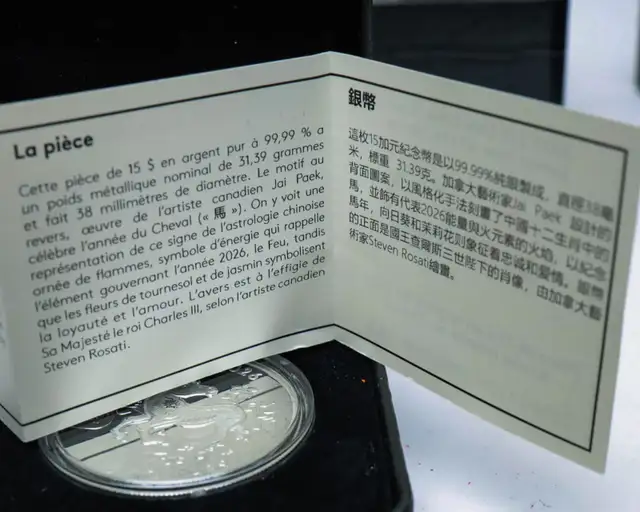 La pièce
Cette pièce de 15 $ en argent pur à 99,99 % a
un poids métallique nominal de 31,39 grammes
et fait 38 millimètres de diamètre. Le motif au
revers, œuvre de l'artiste canadien Jai Paek,
célèbre l'année du Cheval (« 馬 »). On y voit une
représentation de ce signe de l'astrologie chinoise
ornée de flammes, symbole d'énergie qui rappelle
l'élément gouvernant l'année 2026, le Feu, tandis
que les fleurs de tournesol et de jasmin symbolisent
la loyauté et l'amour. L'avers est à l'effigie de
Sa Majesté le roi Charles III, selon l'artiste canadien
Steven Rosati.
銀幣
這枚15加元紀念幣是以99.99%純銀製成，直徑38毫
米，標重 31.39克。加拿大藝術家Jai Paek 設計的
背面圖案，以風格化手法刻畫了中國十二生肖中的
馬，並飾有代表2026能量與火元素的火焰，以紀念
馬年，向日葵和茉莉花則象征着忠誠和愛情。銀幣
的正面是國王查爾斯三世陛下的肖像，由加拿大藝
術家Steven Rosati繪畫。